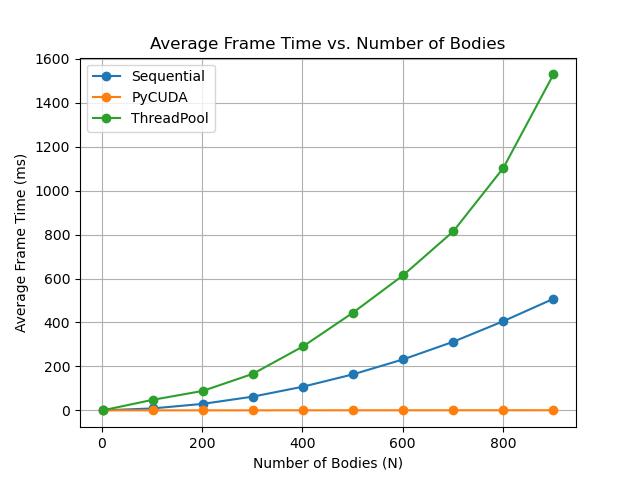 Average Frame Time vs. Number of Bodies
Sequential
PyCUDA
ThreadPool
Average Frame Time (ms)
1600
1400
1200
1000
800
600
400
200
0
0 200 400 600 800
Number of Bodies (N)